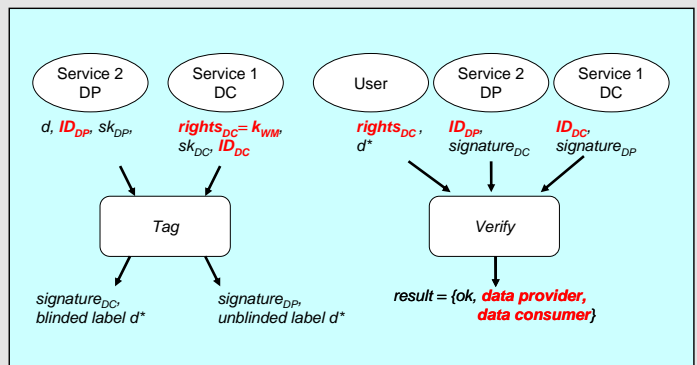 Service 2
DP
Service 1
DC
User
Service 2
DP
Service 1
DC
d, ID_DP, sk_DP,
rights_DC= k_WM,
sk_DC, ID_DC
rights_DC ,
d*
ID_DP,
signature_DC
ID_DC,
signature_DP
Tag
Verify
signature_DC,
blinded label d*
signature_DP,
unblinded label d*
result = {ok, data provider,
data consumer}